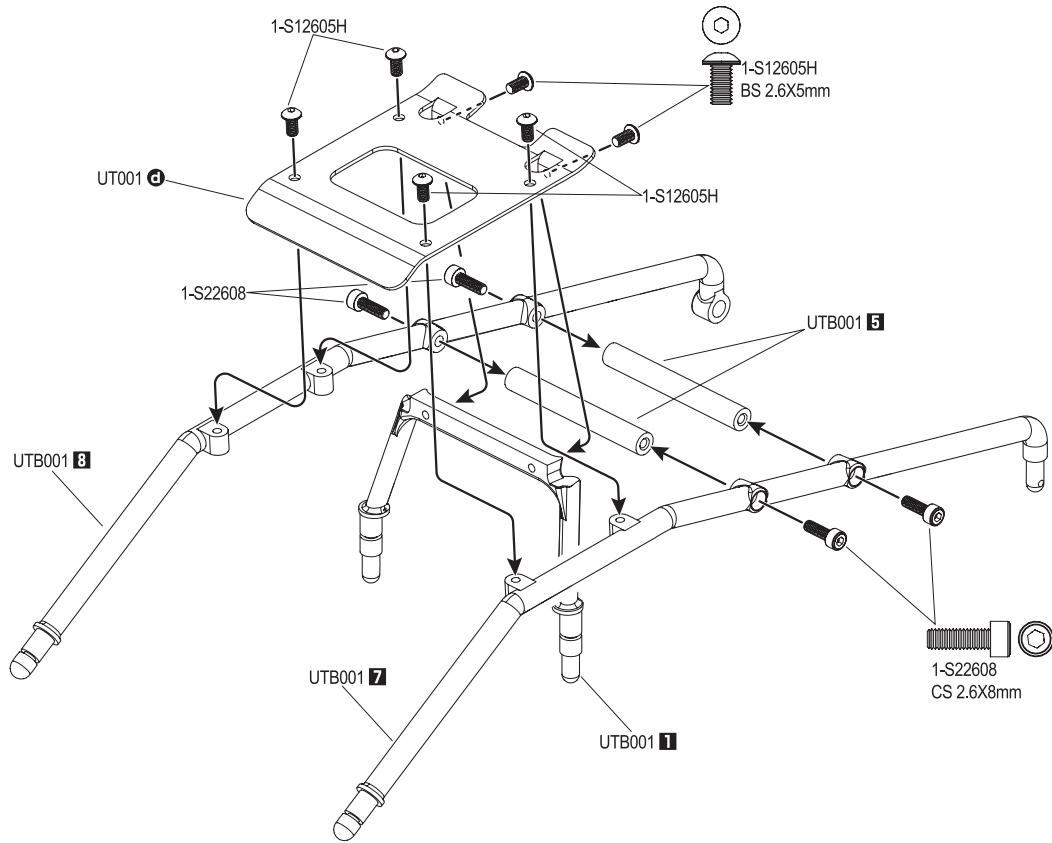 1-S12605H
1-S12605H
BS 2.6X5mm
UT001 d
1-S12605H
1-S22608
UTB001 5
UTB001 8
UTB001 7
1-S22608
CS 2.6X8mm
UTB001 1